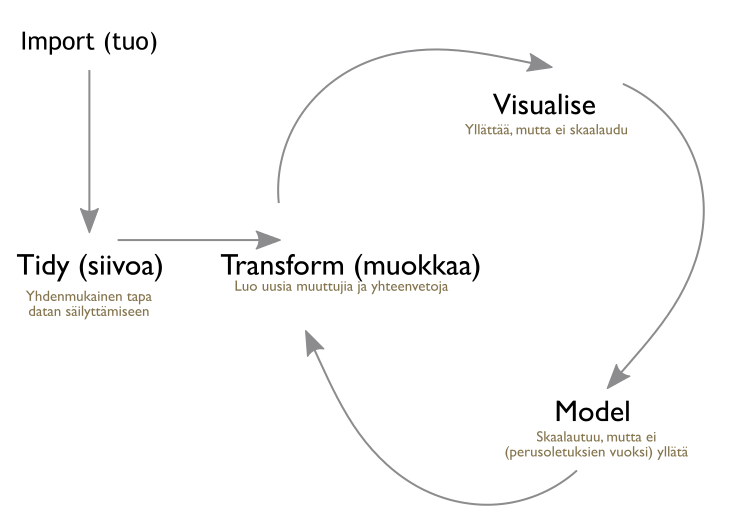 Import (tuo)
Visualise
Yllättää, mutta ei skaalaudu
Tidy (siivoa)
Yhdenmukainen tapa
datan säilyttämiseen
Transform (muokkaa)
Luo uusia muuttujia ja yhteenvetoja
Model
Skaalautuu, mutta ei
(perusoletuksien vuoksi) yllätä